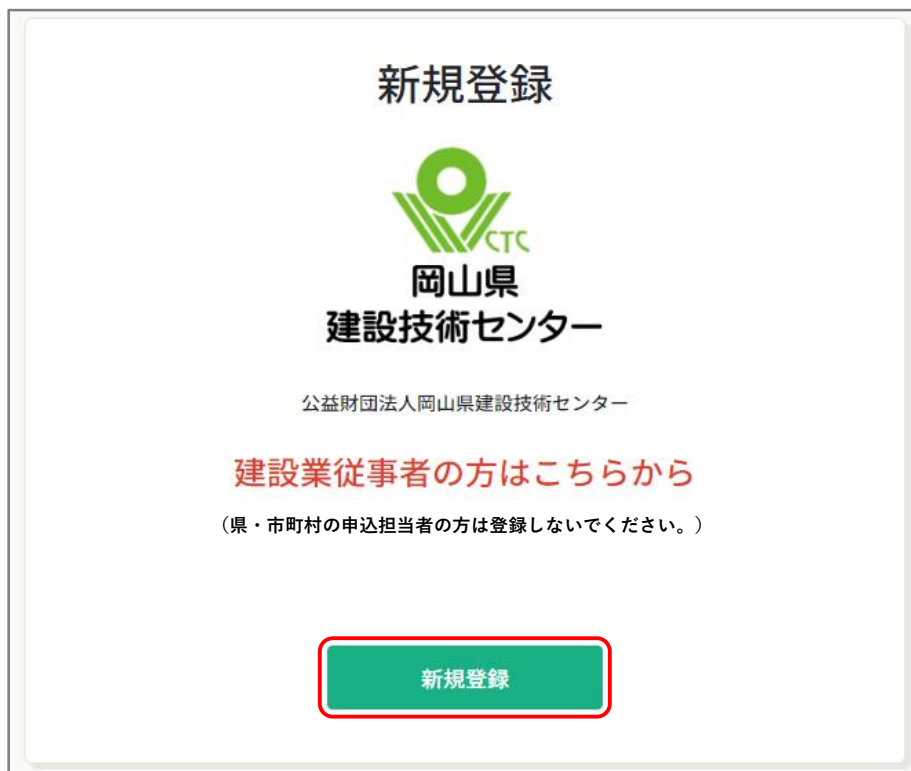 新規登録
CTC
岡山県
建設技術センター
公益財団法人岡山県建設技術センター
建設業従事者の方はこちらから
（県・市町村の申込担当者の方は登録しないでください。）
新規登録